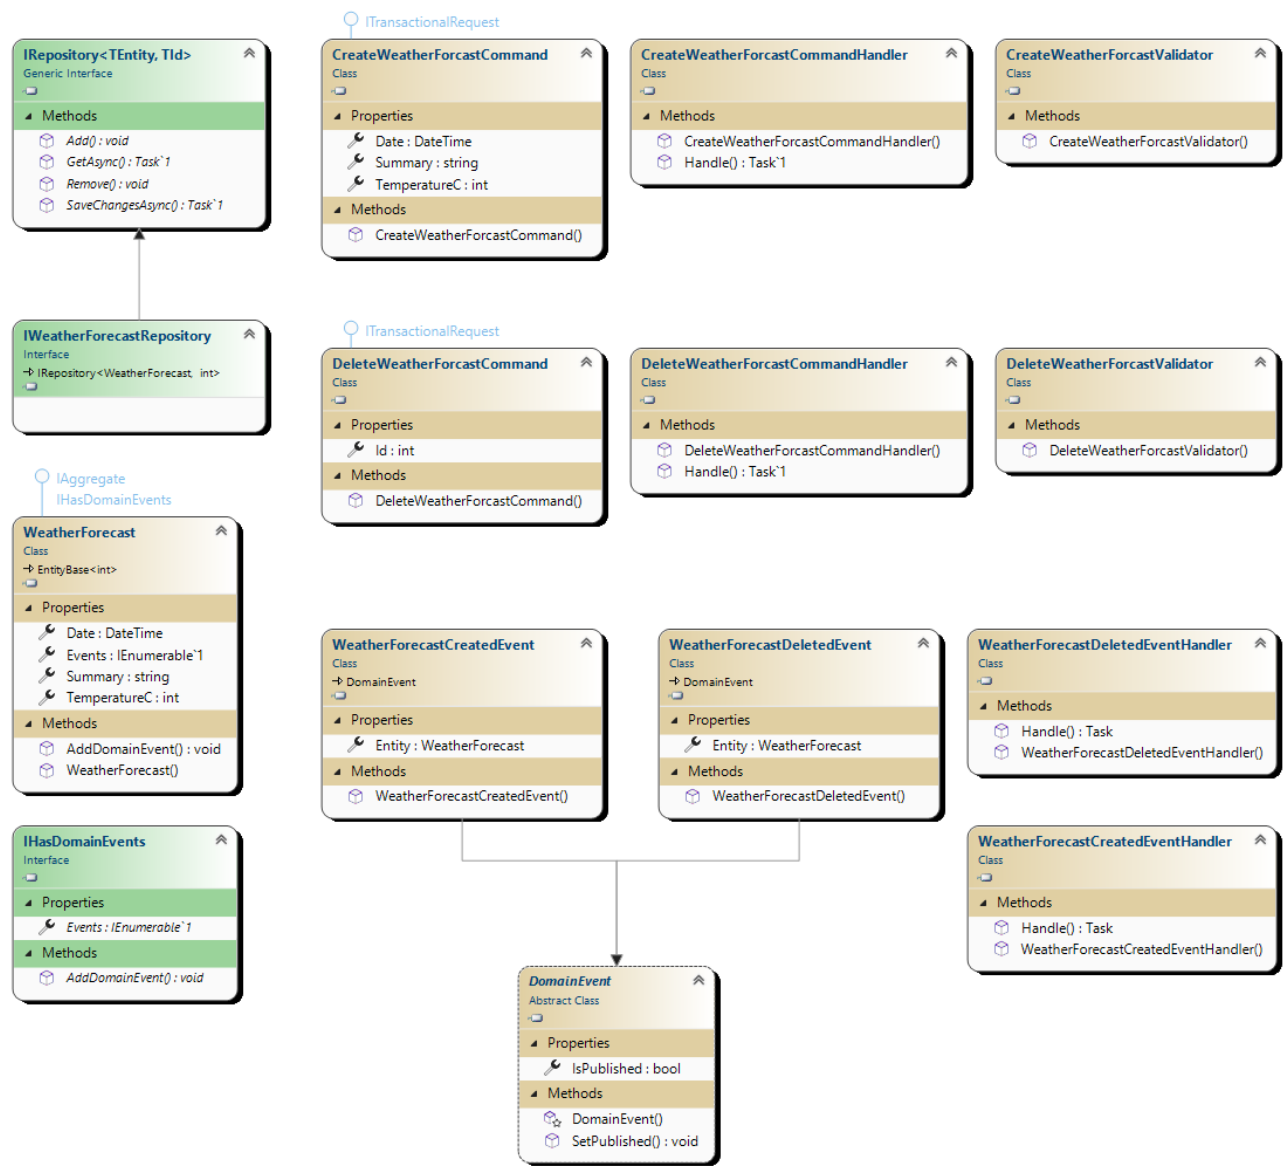 ITransactionalRequest
IRepository<TEntity, TId>
Generic Interface
Methods
Add() : void
GetAsync() : Task`1
Remove() : void
SaveChangesAsync() : Task`1
CreateWeatherForcastCommand
Class
Properties
Date : DateTime
Summary : string
TemperatureC : int
Methods
CreateWeatherForcastCommand()
CreateWeatherForcastCommandHandler
Class
Methods
CreateWeatherForcastCommandHandler()
Handle() : Task`1
CreateWeatherForcastValidator
Class
Methods
CreateWeatherForcastValidator()
IWeatherForecastRepository
Interface
IRepository<WeatherForecast, int>
ITransactionalRequest
DeleteWeatherForcastCommand
Class
Properties
Id : int
Methods
DeleteWeatherForcastCommand()
DeleteWeatherForcastCommandHandler
Class
Methods
DeleteWeatherForcastCommandHandler()
Handle() : Task`1
DeleteWeatherForcastValidator
Class
Methods
DeleteWeatherForcastValidator()
IAggregate
IHasDomainEvents
WeatherForecast
Class
EntityBase<int>
Properties
Date : DateTime
Events : IEnumerable`1
Summary : string
TemperatureC : int
Methods
AddDomainEvent() : void
WeatherForecast()
WeatherForecastCreatedEvent
Class
DomainEvent
Properties
Entity : WeatherForecast
Methods
WeatherForecastCreatedEvent()
WeatherForecastDeletedEvent
Class
DomainEvent
Properties
Entity : WeatherForecast
Methods
WeatherForecastDeletedEvent()
WeatherForecastDeletedEventHandler
Class
Methods
Handle() : Task
WeatherForecastDeletedEventHandler()
IHasDomainEvents
Interface
Properties
Events : IEnumerable`1
Methods
AddDomainEvent() : void
WeatherForecastCreatedEventHandler
Class
Methods
Handle() : Task
WeatherForecastCreatedEventHandler()
DomainEvent
Abstract Class
Properties
IsPublished : bool
Methods
DomainEvent()
SetPublished() : void